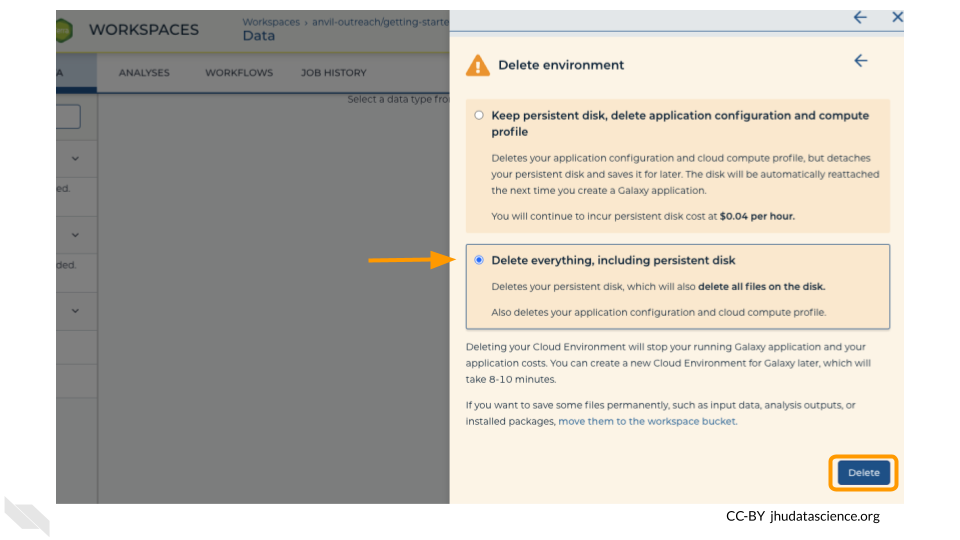 WORKSPACES
Workspaces › anvil-outreach/getting-starte
Data
A
ANALYSES
WORKFLOWS
JOB HISTORY
Select a data type fro
ed.
ded.
Delete environment
Keep persistent disk, delete application configuration and compute
profile
Deletes your application configuration and cloud compute profile, but detaches
your persistent disk and saves it for later. The disk will be automatically reattached
the next time you create a Galaxy application.
You will continue to incur persistent disk cost at $0.04 per hour.
Delete everything, including persistent disk
Deletes your persistent disk, which will also delete all files on the disk.
Also deletes your application configuration and cloud compute profile.
Deleting your Cloud Environment will stop your running Galaxy application and your
application costs. You can create a new Cloud Environment for Galaxy later, which will
take 8-10 minutes.
If you want to save some files permanently, such as input data, analysis outputs, or
installed packages, move them to the workspace bucket.
Delete
CC-BY jhudatascience.org